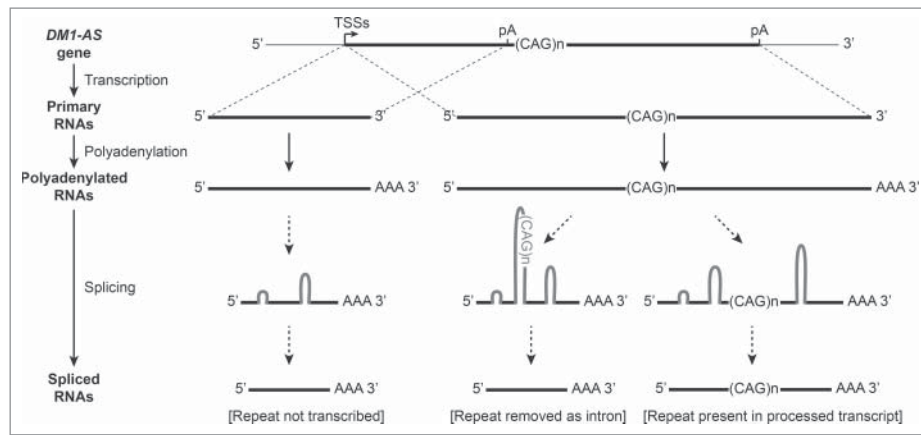 DM1-AS
gene
5' TSSs pA (CAG)n pA 3'
Transcription
Primary
RNAs
5' 3' 5' (CAG)n 3'
Polyadenylation
Polyadenylated
RNAs
5' AAA 3' 5' (CAG)n AAA 3'
Splicing
(CAG)n
5' AAA 3' 5' AAA 3' 5' (CAG)n AAA 3'
Spliced
RNAs
5' AAA 3' 5' AAA 3' 5' (CAG)n AAA 3'
[Repeat not transcribed] [Repeat removed as intron] [Repeat present in processed transcript]